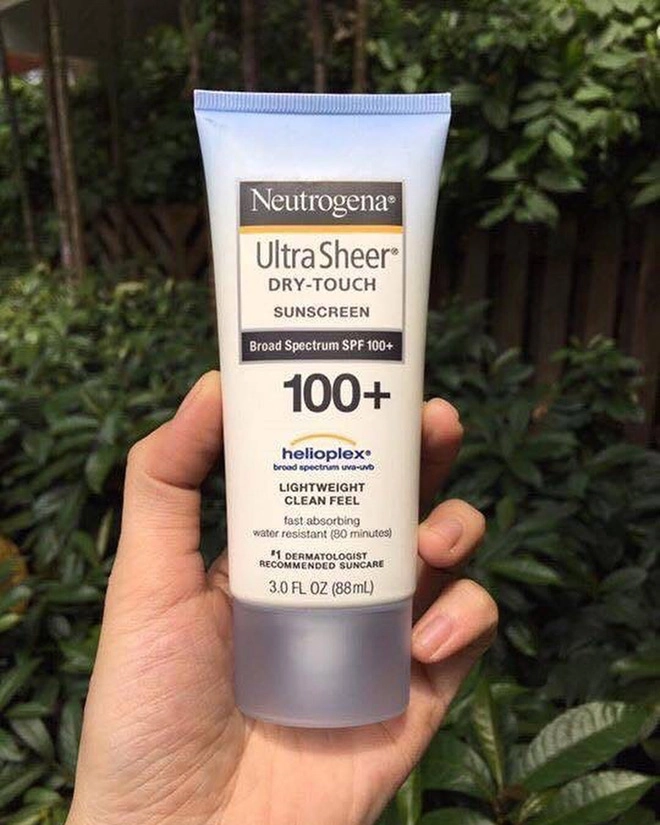 Neutrogena®
Ultra Sheer®
DRY-TOUCH
SUNSCREEN
Broad Spectrum SPF 100+
100+
helioplex®
broad spectrum uva-uvb
LIGHTWEIGHT
CLEAN FEEL
fast absorbing
water resistant (80 minutes)
#1 DERMATOLOGIST
RECOMMENDED SUNCARE
3.0 FL OZ (88mL)